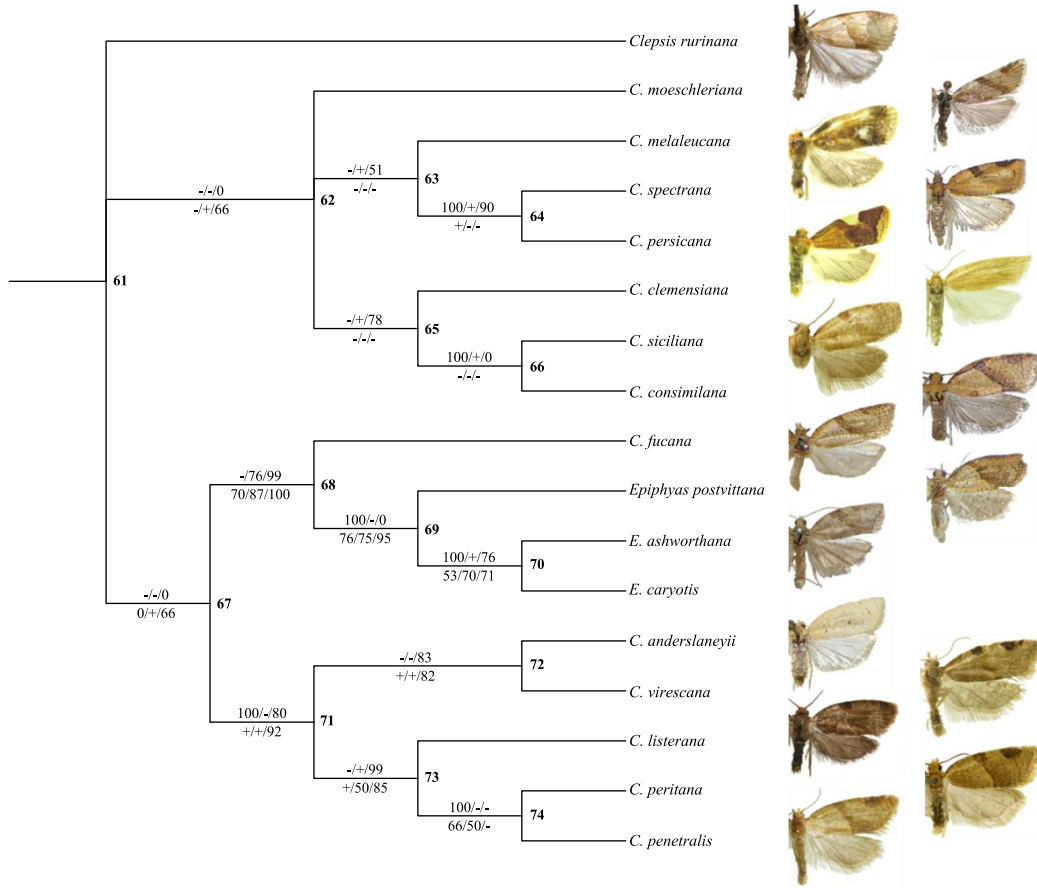 Clepsis rurinana
C. moeschleriana
C. melaleucana
-/+/51
63
-/-/-
C. spectrana
-/-/0
62
100/+/90
64
-/+/66
+/-/-
C. persicana
61
C. clemensiana
-/+/78
65
-/-/-
C. siciliana
100/+/0
66
-/-/-
C. consimilana
C. fucana
-/76/99
68
70/87/100
Epiphyas postvittana
100/-/0
69
76/75/95
E. ashworthana
100/+/76
70
53/70/71
E. caryotis
-/-/0
67
0/+/66
C. anderslaneyii
-/-/83
72
+/+/82
C. virescana
100/-/80
71
+/+/92
C. listerana
-/+/99
73
+/50/85
C. peritana
100/-/-
74
66/50/-
C. penetralis